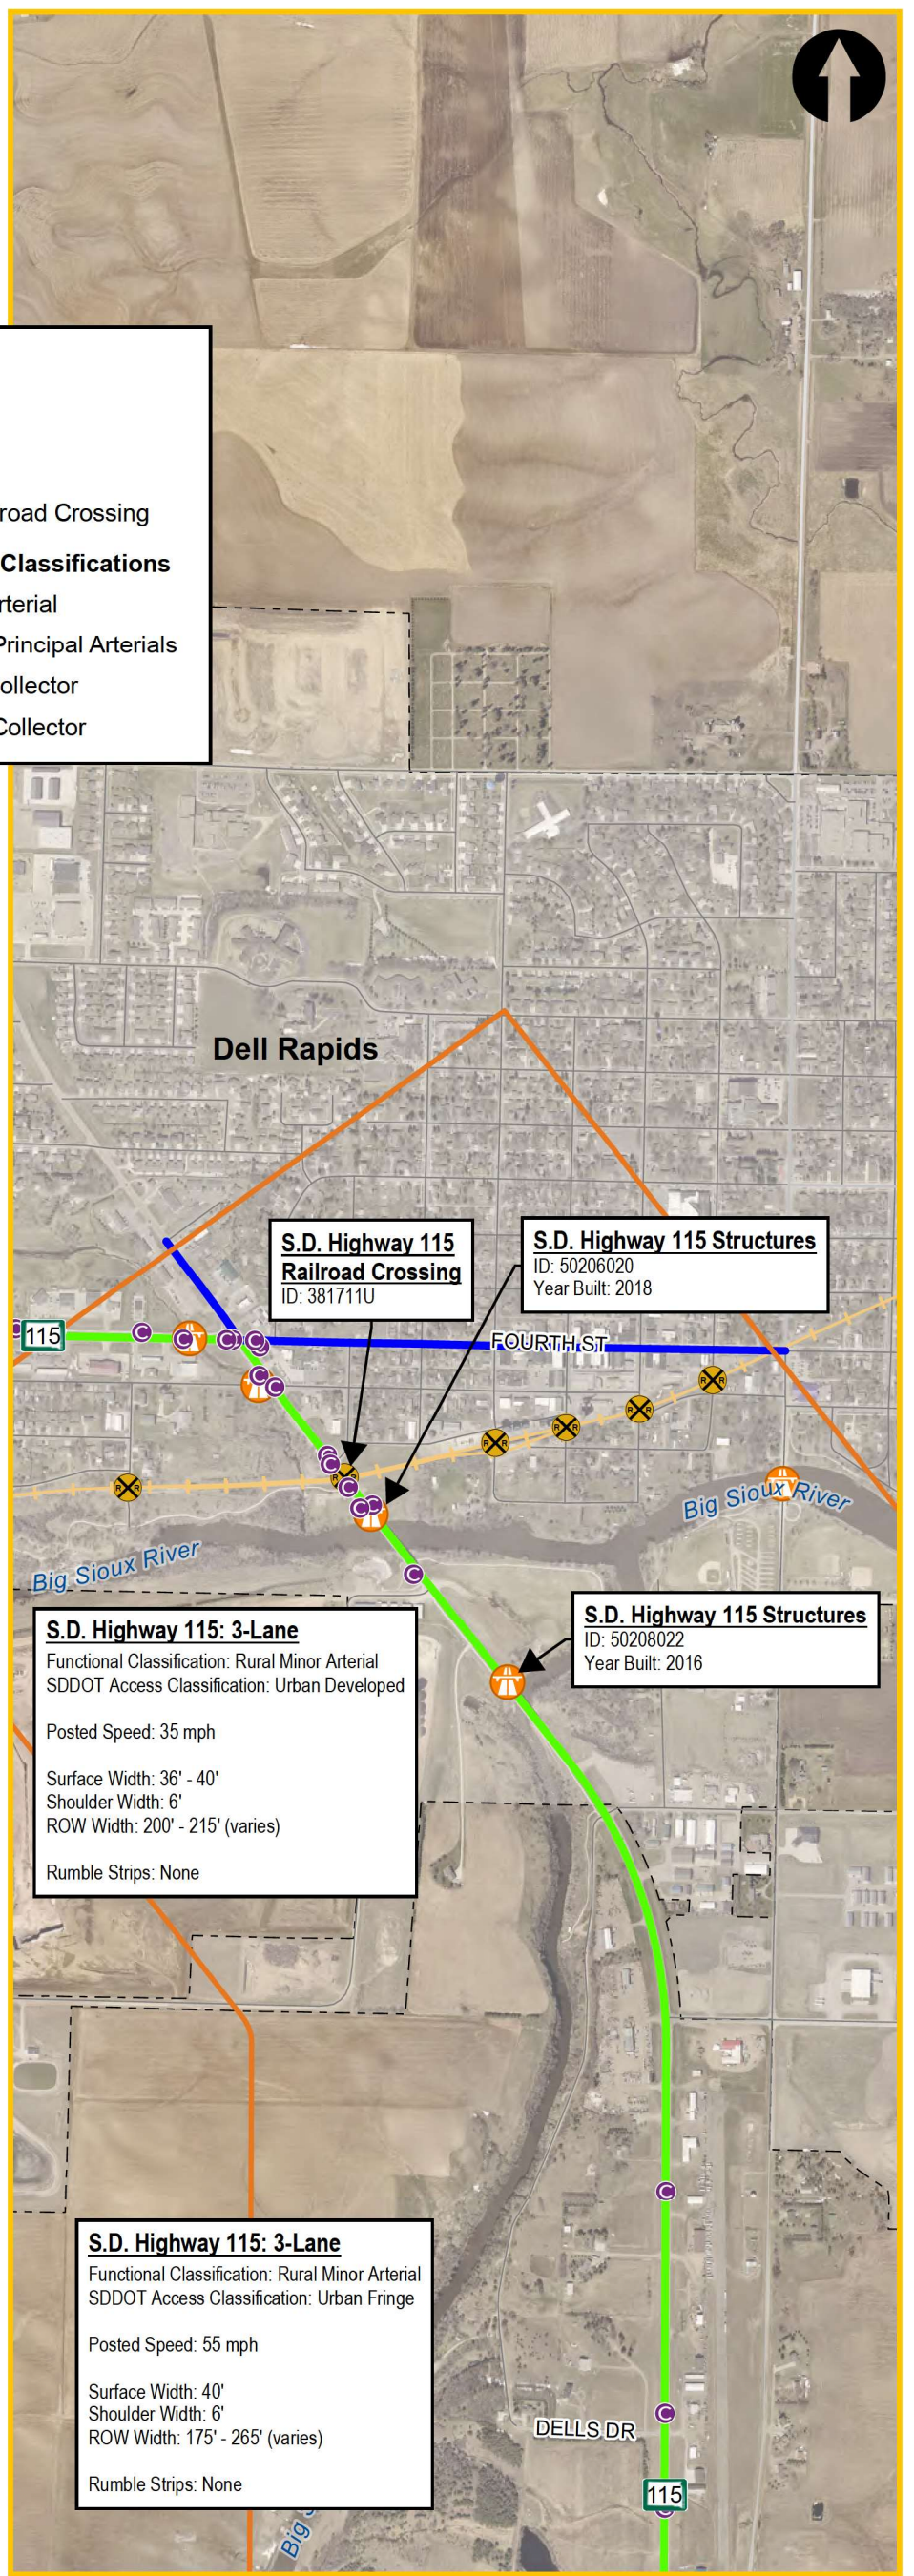 road Crossing
Classifications
rterial
Principal Arterials
ollector
Collector
Dell Rapids
S.D. Highway 115
Railroad Crossing
ID: 381711U
S.D. Highway 115 Structures
ID: 50206020
Year Built: 2018
115
FOURTH ST
Big Sioux River
Big Sioux River
S.D. Highway 115: 3-Lane
Functional Classification: Rural Minor Arterial
SDDOT Access Classification: Urban Developed
Posted Speed: 35 mph
Surface Width: 36' - 40'
Shoulder Width: 6'
ROW Width: 200' - 215' (varies)
Rumble Strips: None
S.D. Highway 115 Structures
ID: 50208022
Year Built: 2016
S.D. Highway 115: 3-Lane
Functional Classification: Rural Minor Arterial
SDDOT Access Classification: Urban Fringe
Posted Speed: 55 mph
Surface Width: 40'
Shoulder Width: 6'
ROW Width: 175' - 265' (varies)
Rumble Strips: None
DELLS DR
115
Big